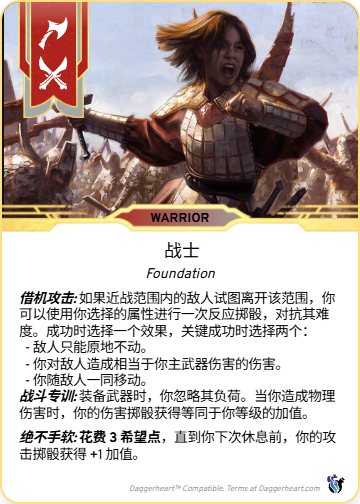 WARRIOR
战士
Foundation
借机攻击: 如果近战范围内的敌人试图离开该范围，你
可以使用你选择的属性进行一次反应掷骰，对抗其难
度。成功时选择一个效果，关键成功时选择两个：
- 敌人只能原地不动。
- 你对敌人造成相当于你主武器伤害的伤害。
- 你随敌人一同移动。
战斗专训: 装备武器时，你忽略其负荷。当你造成物理
伤害时，你的伤害掷骰获得等同于你等级的加值。
绝不手软: 花费 3 希望点，直到你下次休息前，你的攻
击掷骰获得 +1 加值。
Daggerheart™ Compatible. Terms at Daggerheart.com